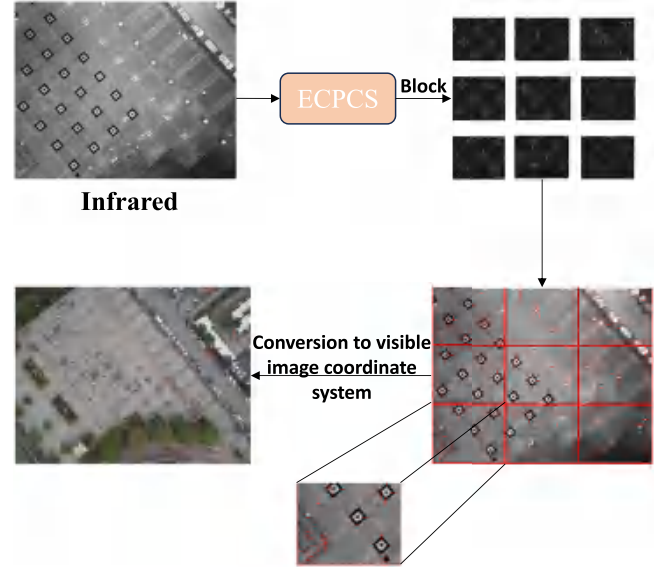 ECPCS
Block
Infrared
Conversion to visible
image coordinate
system